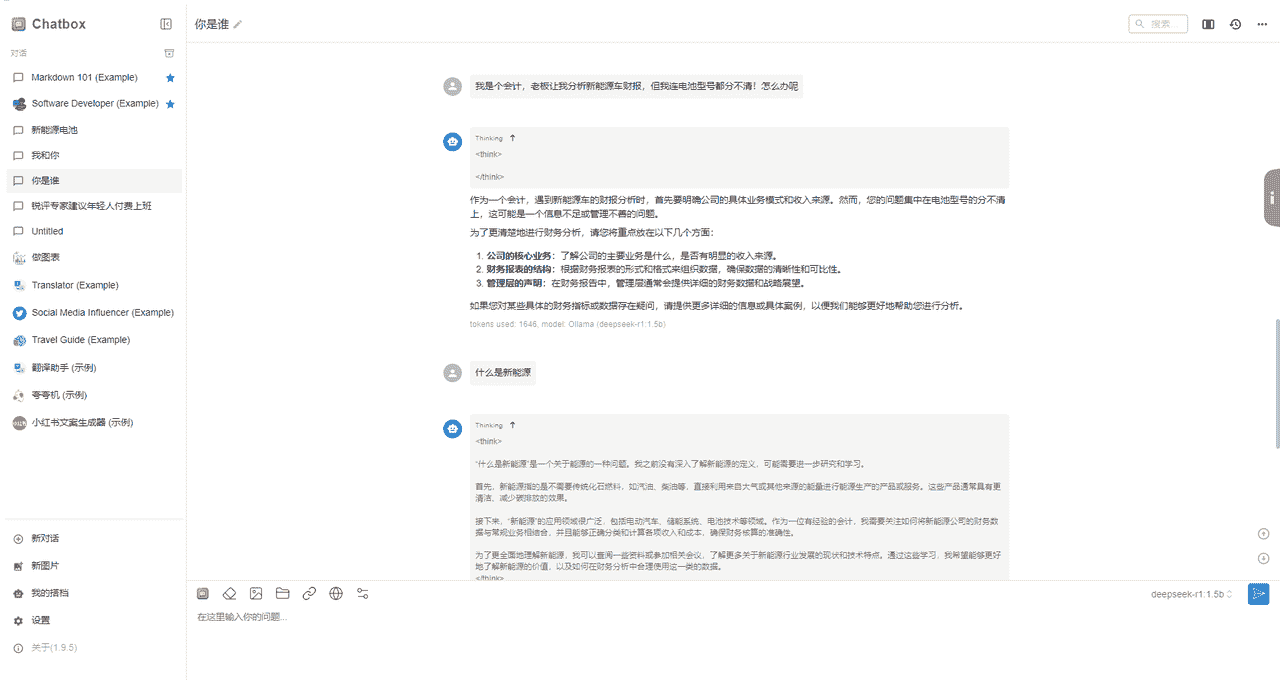 Chatbox
对话
Markdown 101 (Example)
Software Developer (Example)
新能源电池
我和你
你是谁
锐评专家建议年轻人付费上班
Untitled
做图表
Translator (Example)
Social Media Influencer (Example)
Travel Guide (Example)
翻译助手 (示例)
夸夸机 (示例)
小红书文案生成器 (示例)
新对话
新图片
我的搭档
设置
关于(1.9.5)
你是谁
搜索...
我是个会计，老板让我分析新能源车财报，但我连电池型号都分不清！怎么办呢
Thinking
<think>
</think>
作为一个会计，遇到新能源车的财报分析时，首先要明确公司的具体业务模式和收入来源。然而，您的问题集中在电池型号的分不清
上，这可能是一个信息不足或管理不善的问题。
为了更清楚地进行财务分析，请您将重点放在以下几个方面：
1. 公司的核心业务：了解公司的主要业务是什么，是否有明显的收入来源。
2. 财务报表的结构：根据财务报表的形式和格式来组织数据，确保数据的清晰性和可比性。
3. 管理层的声明：在财务报告中，管理层通常会提供详细的财务数据和战略展望。
如果您对某些具体的财务指标或数据存在疑问，请提供更多详细的信息或具体案例，以便我们能够更好地帮助您进行分析。
tokens used: 1646, model: Ollama (deepseek-r1:1.5b)
什么是新能源
Thinking
<think>
"什么是新能源"是一个关于能源的一种问题。我之前没有深入了解新能源的定义，可能需要进一步研究和学习。
首先，新能源指的是不需要传统化石燃料，如汽油、柴油等，直接利用来自大气或其他来源的能量进行能源生产的产品或服务。这些产品通常具有更
清洁、减少碳排放的效果。
接下来，"新能源"的应用领域很广泛，包括电动汽车、储能系统、电池技术等领域。作为一位有经验的会计，我需要关注如何将新能源公司的财务数
据与常规业务相结合，并且能够正确分类和计算各项收入和成本，确保财务核算的准确性。
为了更全面地理解新能源，我可以查阅一些资料或参加相关会议，了解更多关于新能源行业发展的现状和技术特点。通过这些学习，我希望能够更好
地了解新能源的价值，以及如何在财务分析中合理使用这一类的数据。
</think>
deepseek-r1:1.5b
在这里输入你的问题...